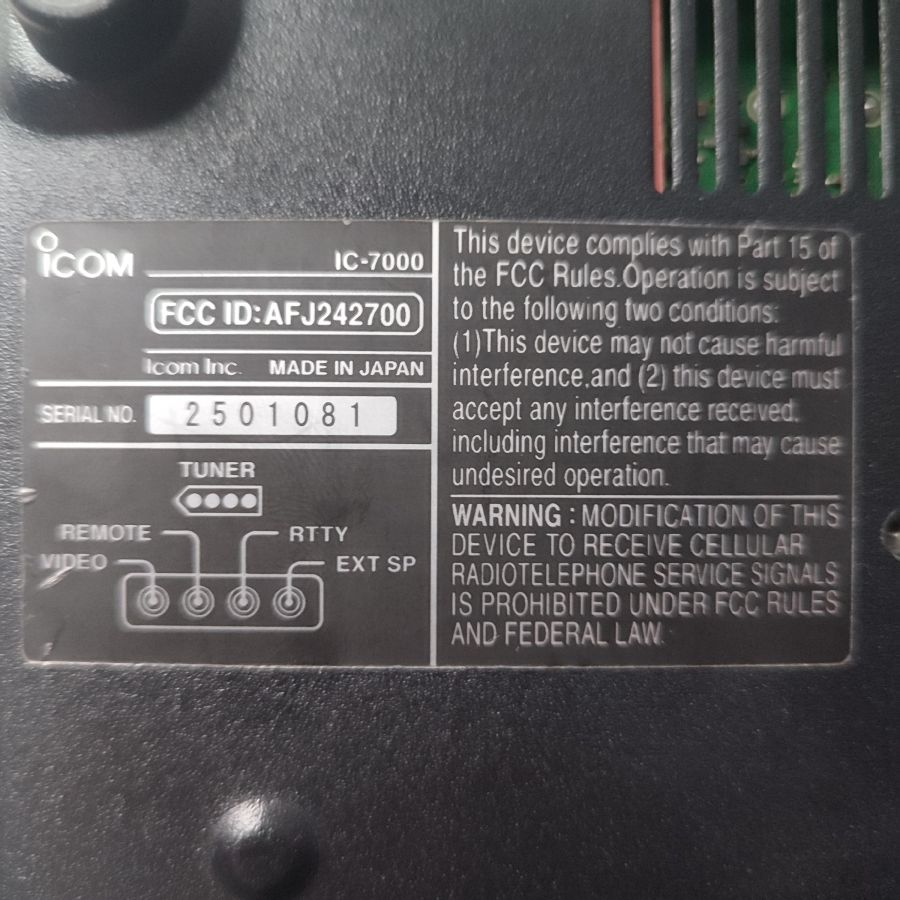 ICOM
IC-7000
FCC ID:AFJ242700
Icom Inc. MADE IN JAPAN
SERIAL NO. 2501081
TUNER
REMOTE RTTY
VIDEO EXT SP
This device complies with Part 15 of
the FCC Rules.Operation is subject
to the following two conditions:
(1)This device may not cause harmful
interference,and (2) this device must
accept any interference received,
including interference that may cause
undesired operation.
WARNING : MODIFICATION OF THIS
DEVICE TO RECEIVE CELLULAR
RADIOTELEPHONE SERVICE SIGNALS
IS PROHIBITED UNDER FCC RULES
AND FEDERAL LAW.